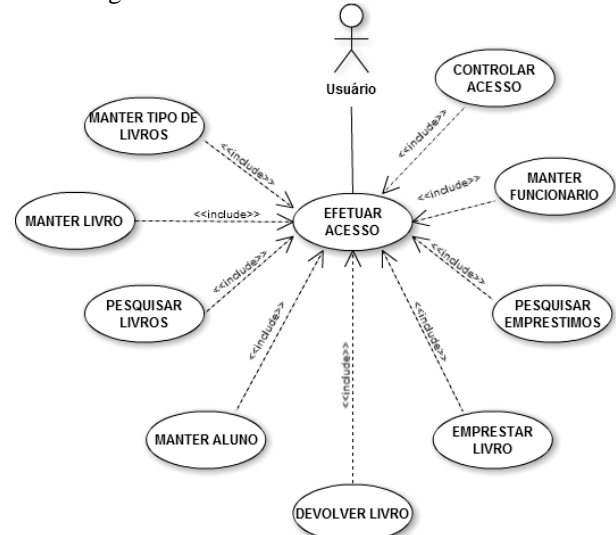 Usuário
CONTROLAR
ACESSO
<<include>>
MANTER TIPO DE
LIVROS
<<include>>
MANTER
FUNCIONARIO
<<include>>
MANTER LIVRO
<<include>>
EFETUAR
ACESSO
PESQUISAR
LIVROS
<<include>>
PESQUISAR
EMPRESTIMOS
<<include>>
MANTER ALUNO
<<include>>
EMPRESTAR
LIVRO
<<include>>
DEVOLVER LIVRO
<<include>>